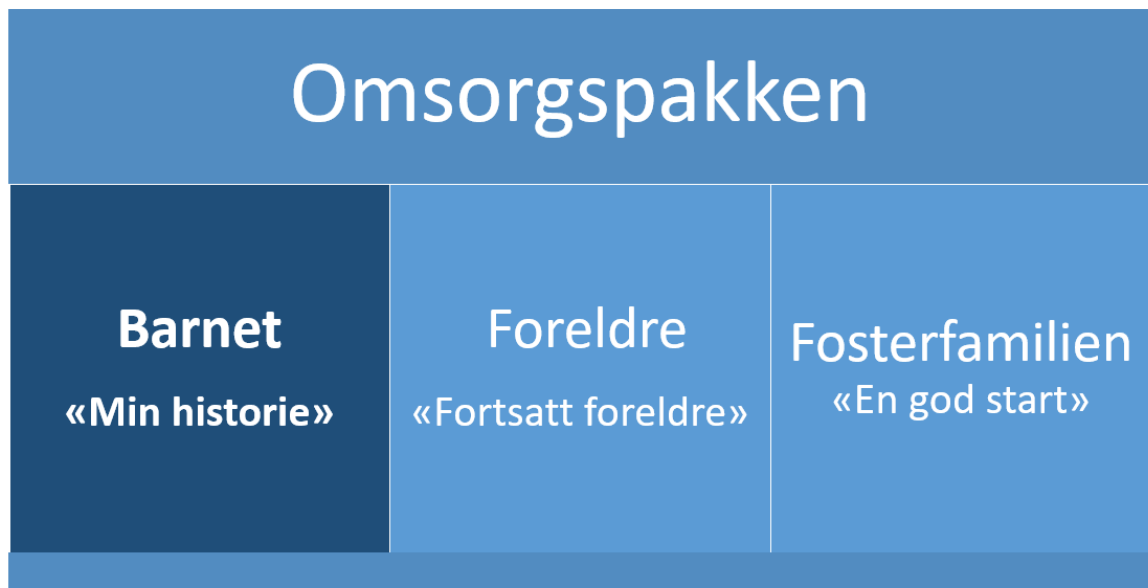 Omsorgspakken
Barnet
«Min historie»
Foreldre
«Fortsatt foreldre»
Fosterfamilien
«En god start»